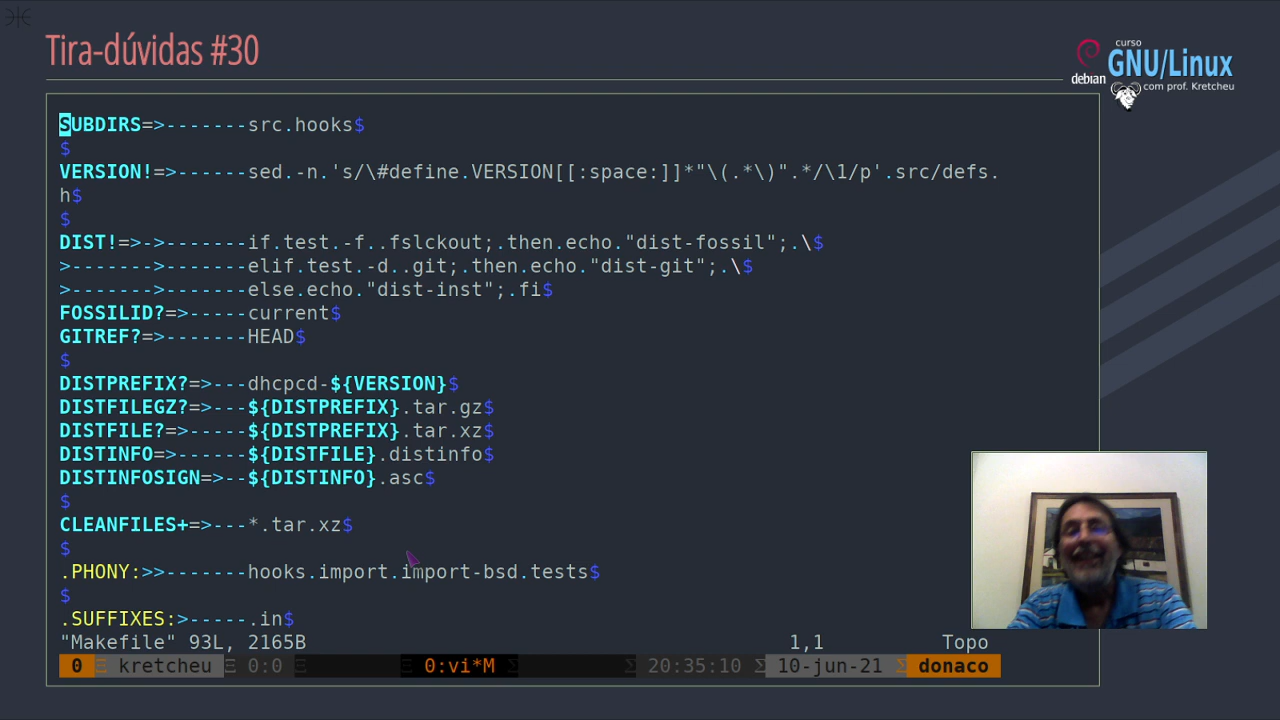 Tira-dúvidas #30
curso
GNU/Linux
debian
com prof. Kretcheu
SUBDIRS=>-------src.hooks$
$
VERSION!=>------sed.-n.'s/\#define.VERSION[[:space:]]*"\(.*\)".*/\1/p'.src/defs.
h$
$
DIST!=>->-------if.test.-f..fslckout;.then.echo."dist-fossil";.\$
>------->-------elif.test.-d..git;.then.echo."dist-git";.\$
>------->-------else.echo."dist-inst";.fi$
FOSSILID?=>-----current$
GITREF?=>-------HEAD$
$
DISTPREFIX?=>---dhcpcd-${VERSION}$
DISTFILEGZ?=>---${DISTPREFIX}.tar.gz$
DISTFILE?=>-----${DISTPREFIX}.tar.xz$
DISTINFO=>------${DISTFILE}.distinfo$
DISTINFOSIGN=>--${DISTINFO}.asc$
$
CLEANFILES+=>---*.tar.xz$
$
.PHONY:>>-------hooks.import.import-bsd.tests$
$
.SUFFIXES:>-----.in$
"Makefile" 93L, 2165B 1,1 Topo
0 Ξ kretcheu Ξ 0:0 Ξ 0:vi*M Σ Σ 20:35:10 Σ 10-jun-21 Σ donaco